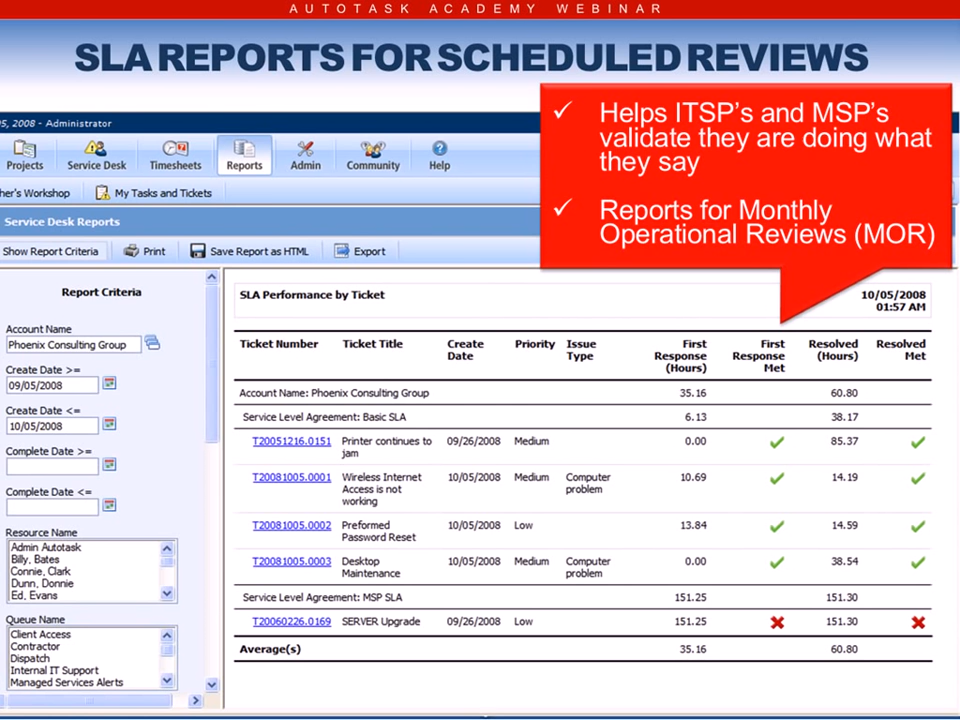 AUTOTASK ACADEMY WEBINAR
SLA REPORTS FOR SCHEDULED REVIEWS
✓ Helps ITSP's and MSP's
validate they are doing what
they say
✓ Reports for Monthly
Operational Reviews (MOR)
05, 2008 - Administrator
Projects Service Desk Timesheets Reports Admin Community Help
her's Workshop My Tasks and Tickets
Service Desk Reports
Show Report Criteria Print Save Report as HTML Export
Report Criteria
Account Name
Phoenix Consulting Group
Create Date >=
09/05/2008
Create Date <=
10/05/2008
Complete Date >=
Complete Date <=
Resource Name
Admin Autotask
Billy, Bates
Connie, Clark
Dunn, Donnie
Ed, Evans
Queue Name
Client Access
Contractor
Dispatch
Internal IT Support
Managed Services Alerts
SLA Performance by Ticket 10/05/2008
01:57 AM
Ticket Number Ticket Title Create Date Priority Issue Type First Response (Hours) First Response Met Resolved (Hours) Resolved Met
Account Name: Phoenix Consulting Group 35.16 60.80
Service Level Agreement: Basic SLA 6.13 38.17
T20051216.0151 Printer continues to jam 09/26/2008 Medium 0.00 ✓ 85.37 ✓
T20081005.0001 Wireless Internet Access is not working 10/05/2008 Medium Computer problem 10.69 ✓ 14.19 ✓
T20081005.0002 Preformed Password Reset 10/05/2008 Low 13.84 ✓ 14.59 ✓
T20081005.0003 Desktop Maintenance 10/05/2008 Medium Computer problem 0.00 ✓ 38.54 ✓
Service Level Agreement: MSP SLA 151.25 151.30
T20060226.0169 SERVER Upgrade 09/26/2008 Low 151.25 ✗ 151.30 ✗
Average(s) 35.16 60.80